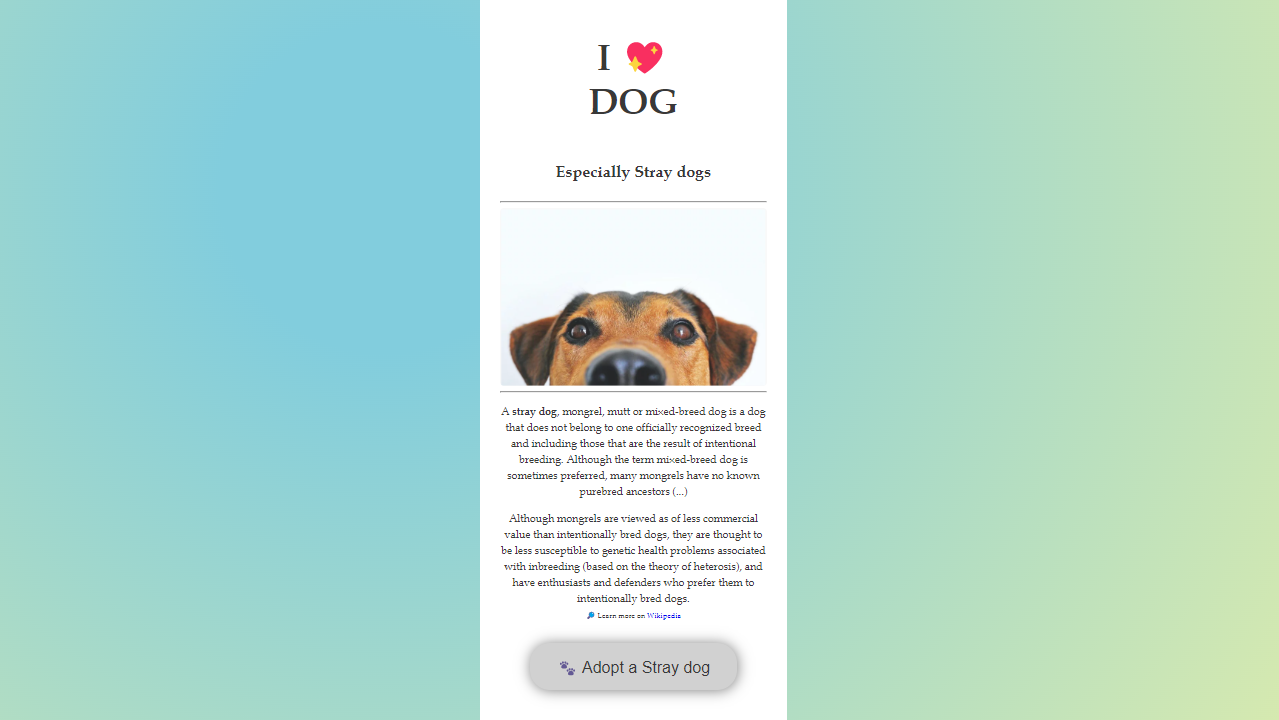 I 💖
DOG
Especially Stray dogs
A stray dog, mongrel, mutt or mixed-breed dog is a dog
that does not belong to one officially recognized breed
and including those that are the result of intentional
breeding. Although the term mixed-breed dog is
sometimes preferred, many mongrels have no known
purebred ancestors (...)
Although mongrels are viewed as of less commercial
value than intentionally bred dogs, they are thought to
be less susceptible to genetic health problems associated
with inbreeding (based on the theory of heterosis), and
have enthusiasts and defenders who prefer them to
intentionally bred dogs.
🔎 Learn more on Wikipedia
🐾 Adopt a Stray dog